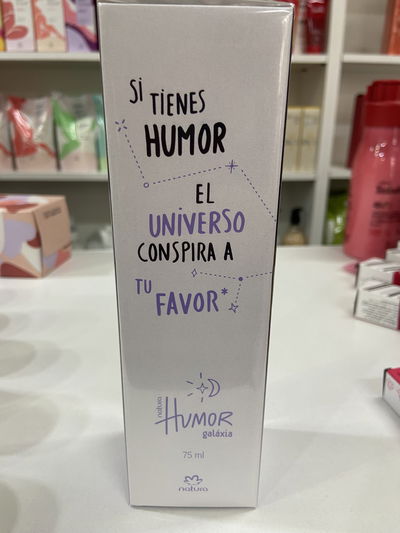 SI TIENES
HUMOR
EL
UNIVERSO
CONSPIRA A
TU
FAVOR*
natura
HUMOR
galáxia
75 ml
natura